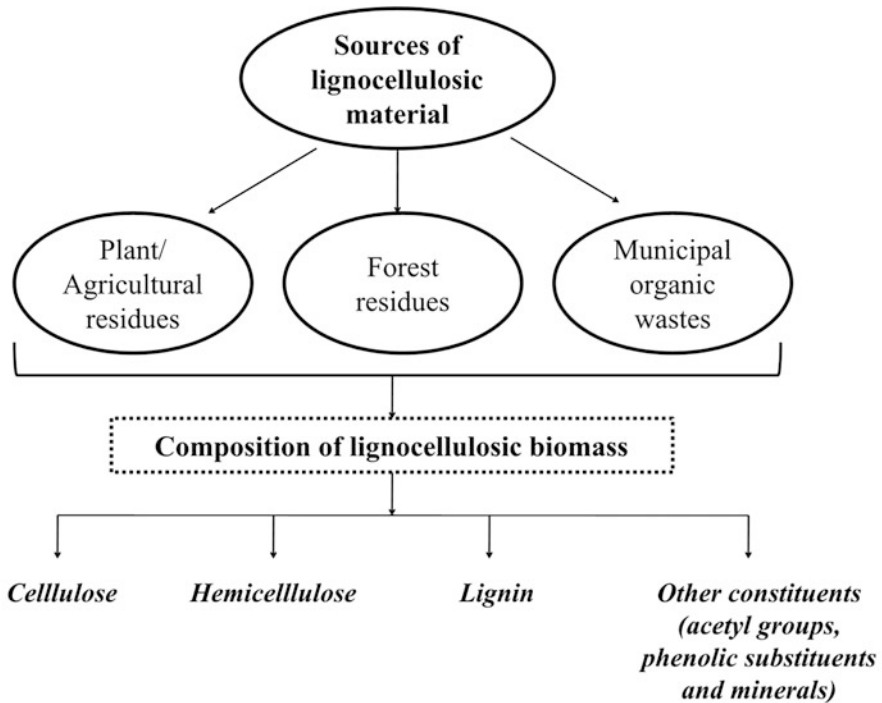 Sources of
lignocellulosic
material
Plant/
Agricultural
residues
Forest
residues
Municipal
organic
wastes
Composition of lignocellulosic biomass
Celllulose
Hemicelllulose
Lignin
Other constituents
(acetyl groups,
phenolic substituents
and minerals)